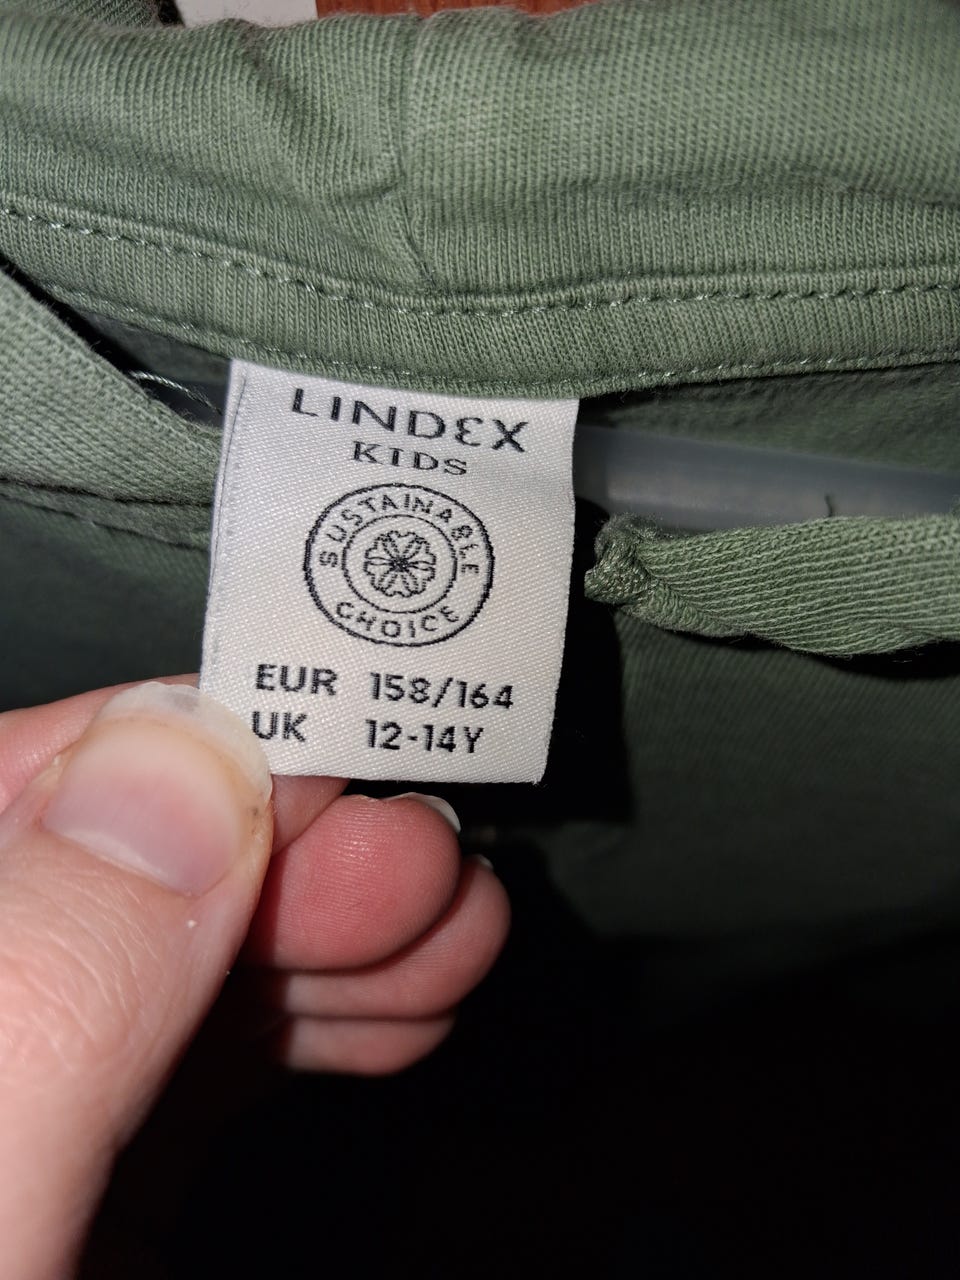 LINDEX
KIDS
SUSTAINABLE
CHOICE
EUR 158/164
UK 12-14Y